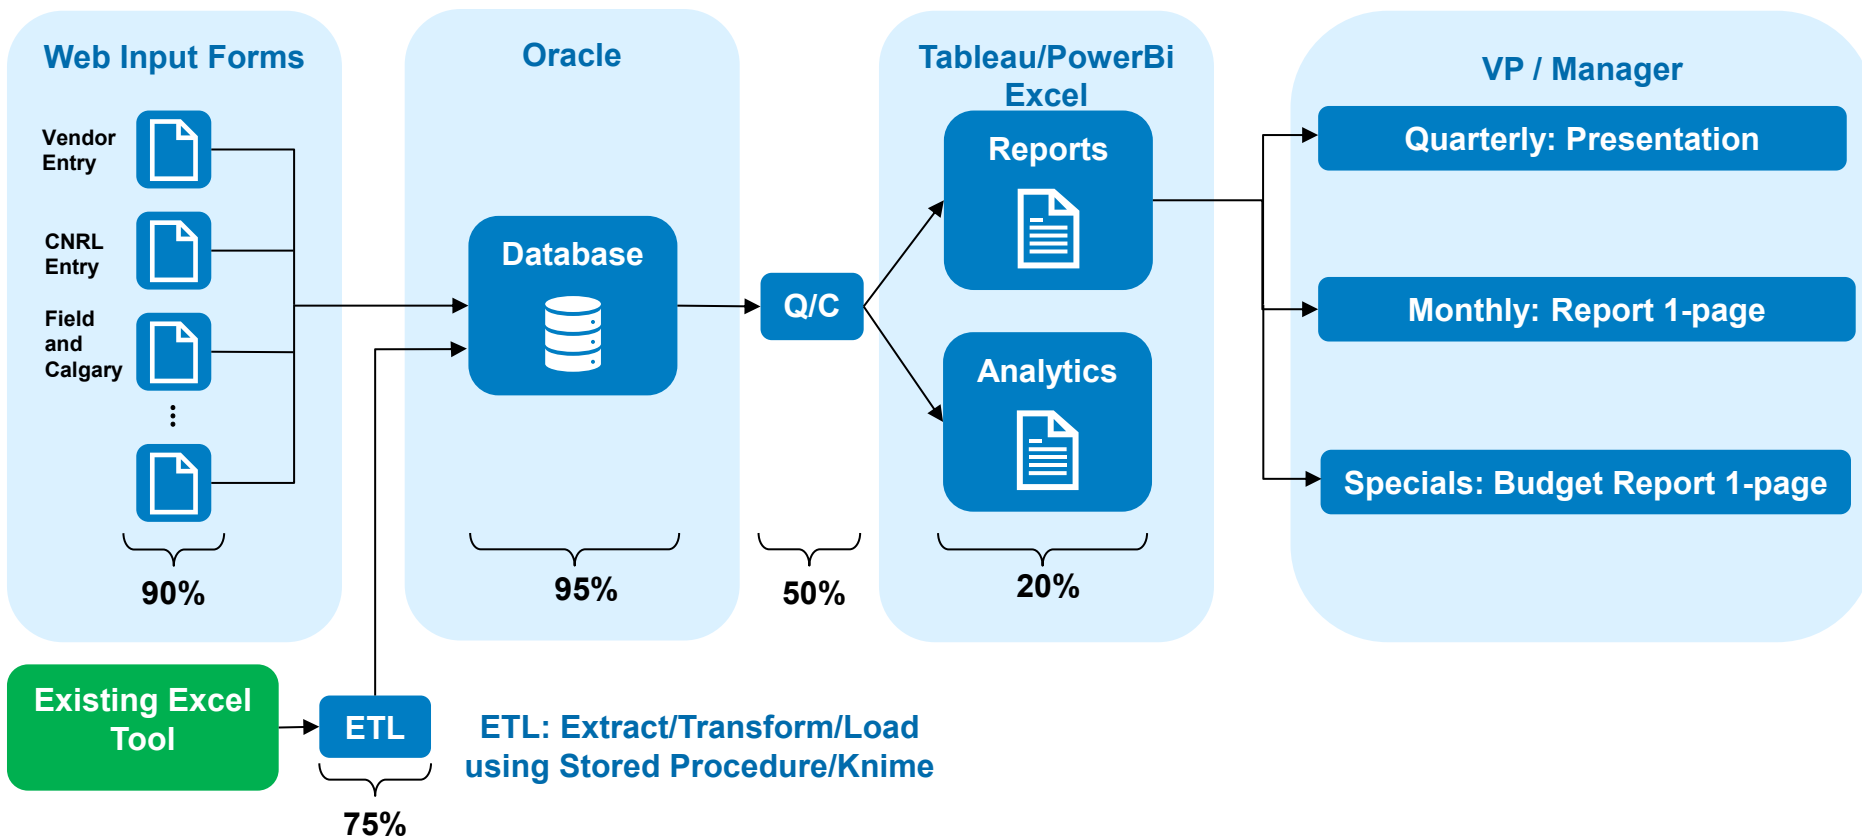 Web Input Forms
Vendor
Entry
CNRL
Entry
Field
and
Calgary
90%
Oracle
Database
95%
Q/C
50%
Tableau/PowerBi
Excel
Reports
Analytics
20%
VP / Manager
Quarterly: Presentation
Monthly: Report 1-page
Specials: Budget Report 1-page
Existing Excel
Tool
ETL
75%
ETL: Extract/Transform/Load
using Stored Procedure/Knime